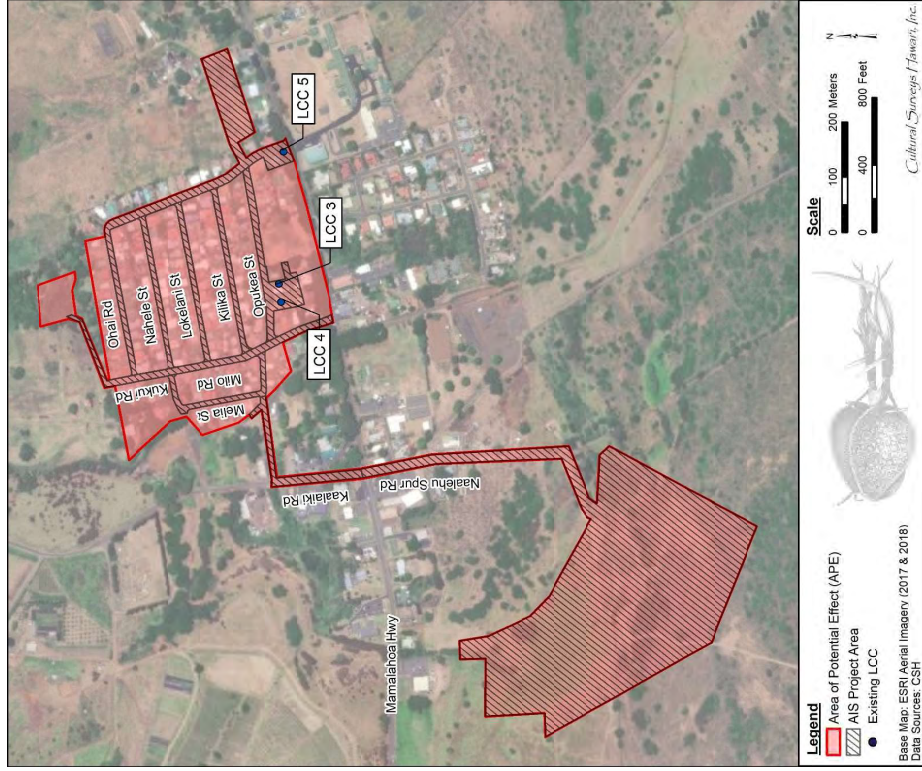 Ohai Rd
Nahele St
Lokelani St
Kilika St
Opukea St
Kukui Rd
Milo Rd
Melia St
LCC 5
LCC 3
LCC 4
Kaalaiki Rd
Naalehu Spur Rd
Mamalahoa Hwy
Legend
Area of Potential Effect (APE)
AIS Project Area
Existing LCC
Base Map: ESRI Aerial Imagery (2017 & 2018)
Data Sources: CSH
Scale
0 100 200 Meters
0 400 800 Feet
N
Cultural Surveys Hawaiʻi, Inc.